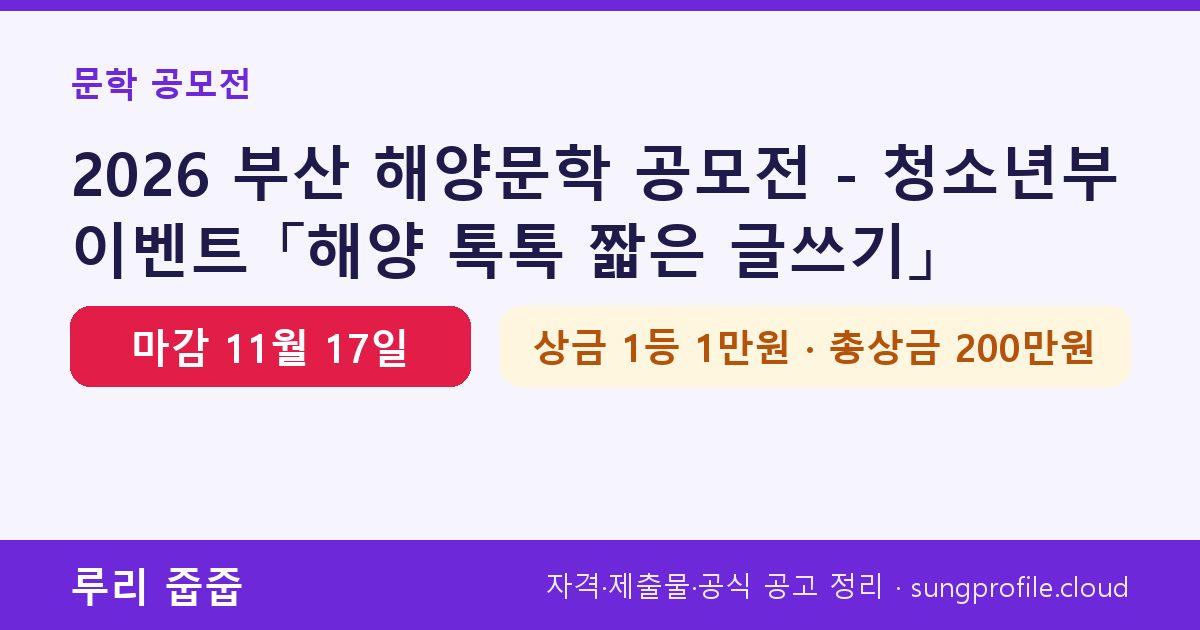 문학 공모전
2026 부산 해양문학 공모전 - 청소년부
이벤트「해양 톡톡 짧은 글쓰기」
마감 11월 17일
상금 1등 1만원 · 총상금 200만원
루리 줍줍
자격·제출물·공식 공고 정리 · sungprofile.cloud